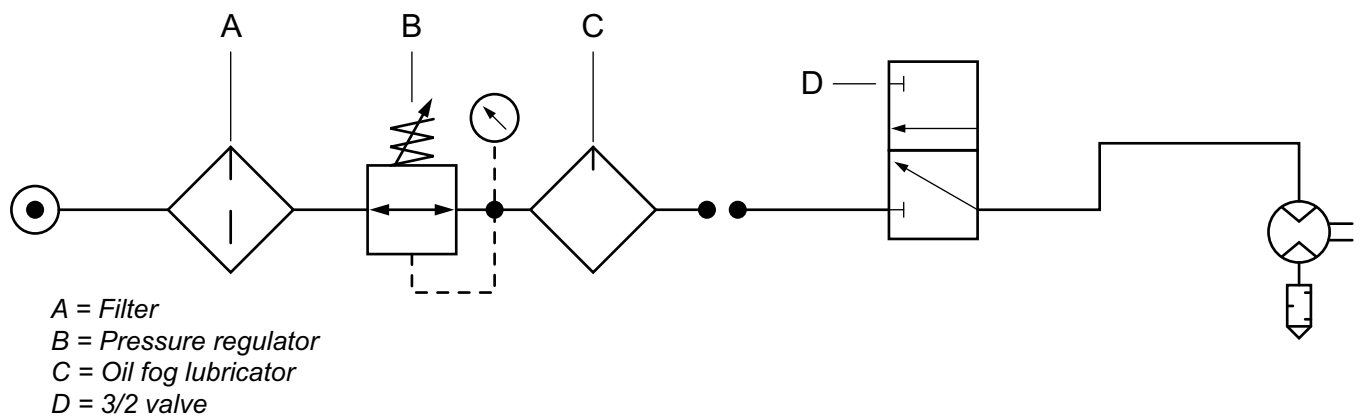 A
B
C
D
A = Filter
B = Pressure regulator
C = Oil fog lubricator
D = 3/2 valve